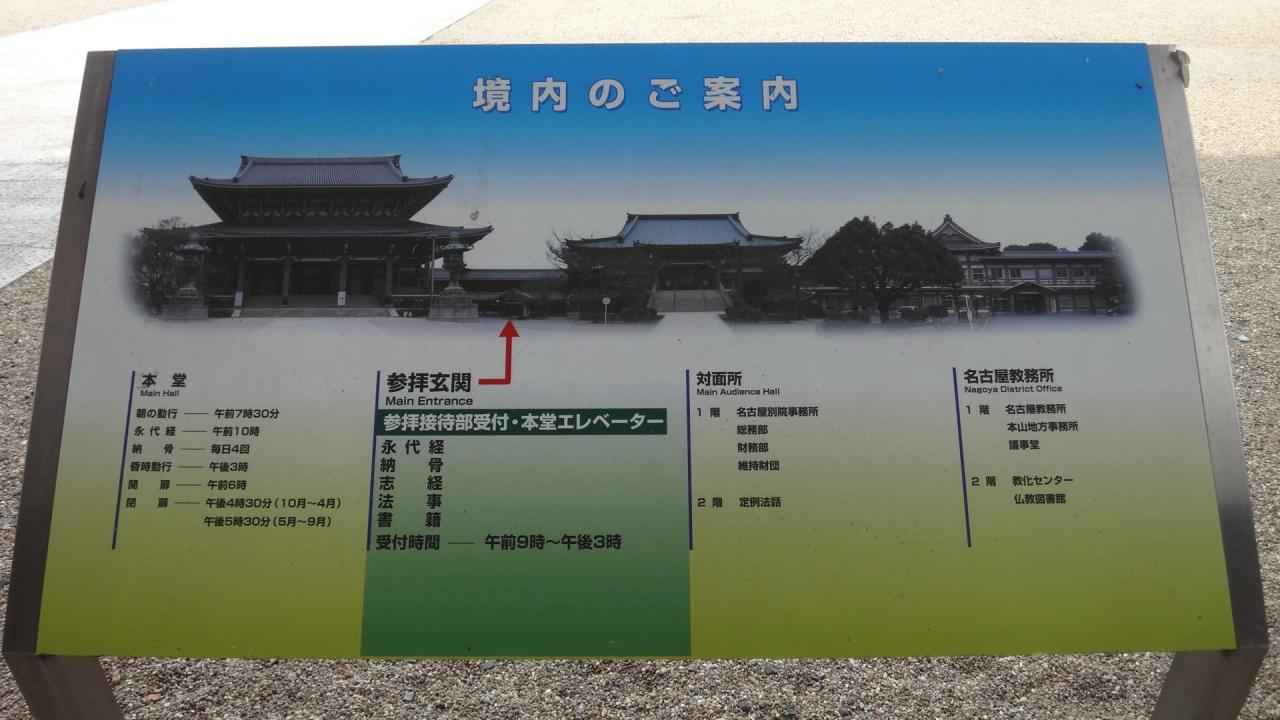 境内のご案内
本堂
Main Hall
朝の勤行 ── 午前7時30分
永代経 ── 午前10時
納骨 ── 毎日4回
昏時勤行 ── 午後3時
開扉 ── 午前6時
閉扉 ── 午後4時30分(10月～4月)
午後5時30分(5月～9月)
参拝玄関
Main Entrance
参拝接待部受付・本堂エレベーター
永代経
納骨
志経
法事
書籍
受付時間 ── 午前9時～午後3時
対面所
Main Audience Hall
1階 名古屋別院事務所
総務部
財務部
維持財団
2階 定例法話
名古屋教務所
Nagoya District Office
1階 名古屋教務所
本山地方事務所
議事堂
2階 教化センター
仏教図書館